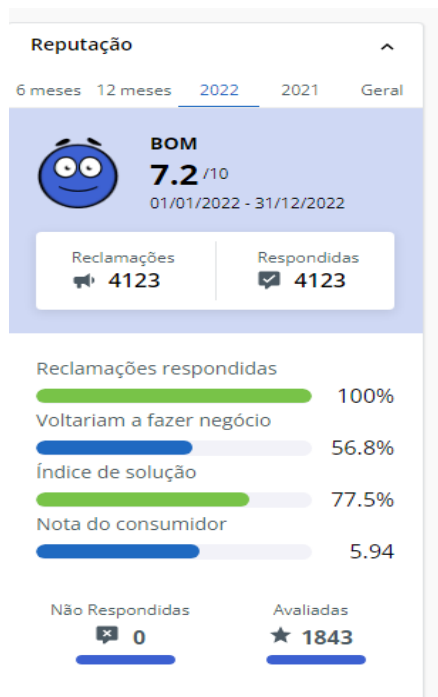 Reputação
6 meses 12 meses 2022 2021 Geral
BOM
7.2 /10
01/01/2022 - 31/12/2022
Reclamações Respondidas
4123 4123
Reclamações respondidas
100%
Voltariam a fazer negócio
56.8%
Índice de solução
77.5%
Nota do consumidor
5.94
Não Respondidas Avaliadas
0 1843